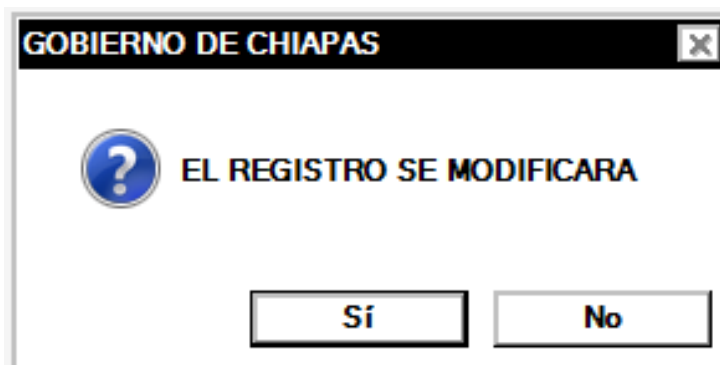 GOBIERNO DE CHIAPAS
EL REGISTRO SE MODIFICARA
Sí No